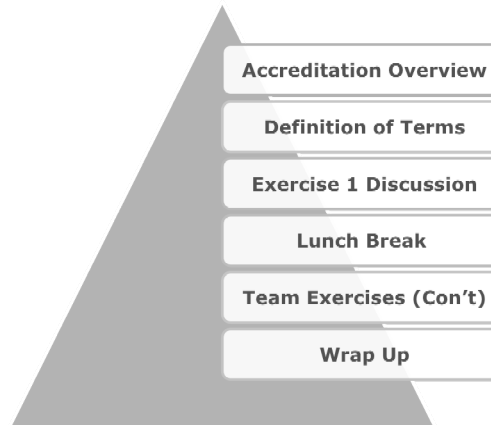 Accreditation Overview
Definition of Terms
Exercise 1 Discussion
Lunch Break
Team Exercises (Con’t)
Wrap Up